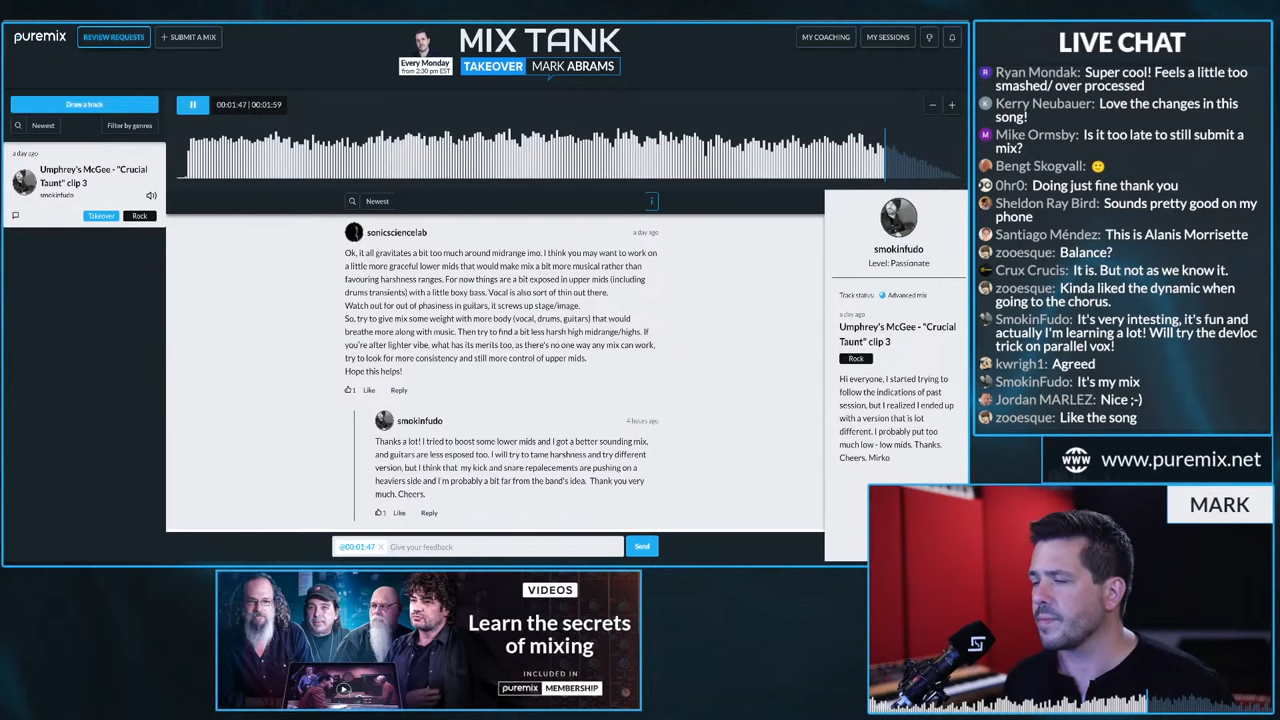 puremix
REVIEW REQUESTS
+ SUBMIT A MIX
Every Monday
from 2:30 pm EST
MIX TANK
TAKEOVER MARK ABRAMS
MY COACHING
MY SESSIONS
Draw a track
Newest
Filter by genres
a day ago
Umphrey's McGee - "Crucial
Taunt" clip 3
smokinfudo
Takeover
Rock
00:01:47 | 00:01:59
Newest
sonicsciencelab
a day ago
Ok, it all gravitates a bit too much around midrange imo. I think you may want to work on
a little more graceful lower mids that would make mix a bit more musical rather than
favouring harshness ranges. For now things are a bit exposed in upper mids (including
drums transients) with a little boxy bass. Vocal is also sort of thin out there.
Watch out for out of phasiness in guitars, it screws up stage/image.
So, try to give mix some weight with more body (vocal, drums, guitars) that would
breathe more along with music. Then try to find a bit less harsh high midrange/highs. If
you're after lighter vibe, what has its merits too, as there's no one way any mix can work,
try to look for more consistency and still more control of upper mids.
Hope this helps!
1 Like Reply
smokinfudo
4 hours ago
Thanks a lot! I tried to boost some lower mids and I got a better sounding mix,
and guitars are less esposed too. I will try to tame harshness and try different
version, but I think that my kick and snare repalecements are pushing on a
heaviers side and I'm probably a bit far from the band's idea. Thank you very
much. Cheers.
1 Like Reply
@00:01:47 x Give your feedback
Send
smokinfudo
Level: Passionate
Track status: Advanced mix
a day ago
Umphrey's McGee - "Crucial
Taunt" clip 3
Rock
Hi everyone, I started trying to
follow the indications of past
session, but I realized I ended up
with a version that is lot
different. I probably put too
much low - low mids. Thanks.
Cheers. Mirko
LIVE CHAT
Ryan Mondak: Super cool! Feels a little too
smashed/ over processed
Kerry Neubauer: Love the changes in this
song!
Mike Ormsby: Is it too late to still submit a
mix?
Bengt Skogvall: 🙂
0hr0: Doing just fine thank you
Sheldon Ray Bird: Sounds pretty good on my
phone
Santiago Méndez: This is Alanis Morrisette
zooesque: Balance?
Crux Crucis: It is. But not as we know it.
zooesque: Kinda liked the dynamic when
going to the chorus.
SmokinFudo: It's very intesting, it's fun and
actually I'm learning a lot! Will try the devloc
trick on parallel vox!
kwrigh1: Agreed
SmokinFudo: It's my mix
Jordan MARLEZ: Nice ;-)
zooesque: Like the song
WWW www.puremix.net
MARK
VIDEOS
Learn the secrets
of mixing
INCLUDED IN
puremix MEMBERSHIP